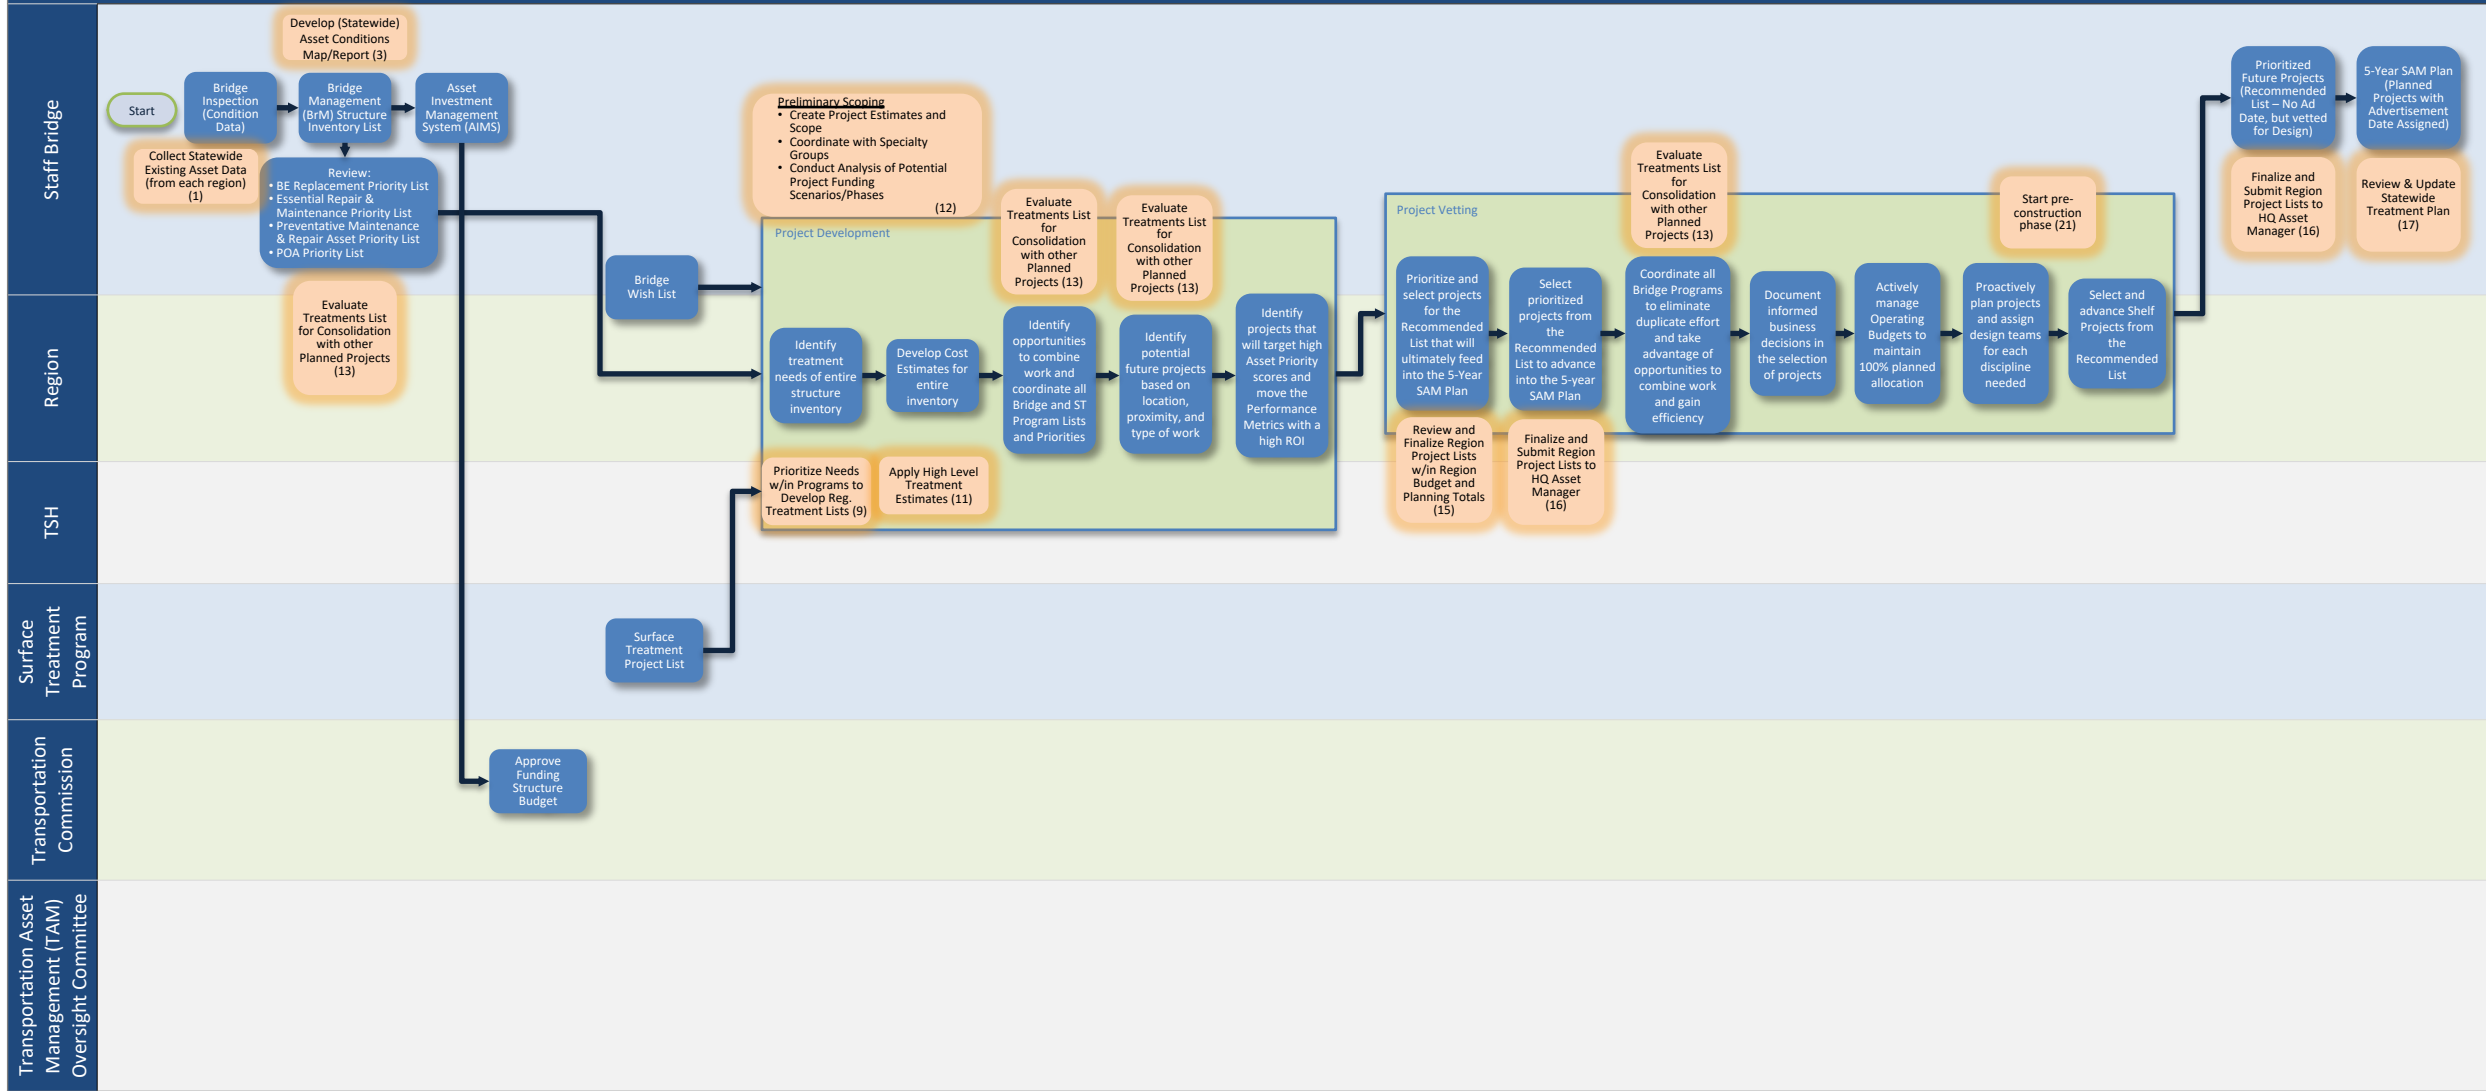 Staff Bridge
Develop (Statewide)
Asset Conditions
Map/Report (3)
Start
Bridge
Inspection
(Condition
Data)
Bridge
Management
(BrM) Structure
Inventory List
Asset
Investment
Management
System (AIMS)
Collect Statewide
Existing Asset Data
(from each region)
(1)
Review:
• BE Replacement Priority List
• Essential Repair &
Maintenance Priority List
• Preventative Maintenance
& Repair Asset Priority List
• POA Priority List
Evaluate
Treatments List
for Consolidation
with other
Planned Projects
(13)
Bridge
Wish List
Preliminary Scoping
• Create Project Estimates and
Scope
• Coordinate with Specialty
Groups
• Conduct Analysis of Potential
Project Funding
Scenarios/Phases
(12)
Project Development
Evaluate
Treatments List
for
Consolidation
with other
Planned
Projects (13)
Evaluate
Treatments List
for
Consolidation
with other
Planned
Projects (13)
Identify
treatment
needs of entire
structure
inventory
Develop Cost
Estimates for
entire
inventory
Identify
opportunities
to combine
work and
coordinate all
Bridge and ST
Program Lists
and Priorities
Identify
potential
future projects
based on
location,
proximity, and
type of work
Identify
projects that
will target high
Asset Priority
scores and
move the
Performance
Metrics with a
high ROI
Prioritize Needs
w/in Programs to
Develop Reg.
Treatment Lists (9)
Apply High Level
Treatment
Estimates (11)
Project Vetting
Evaluate
Treatments List
for
Consolidation
with other
Planned
Projects (13)
Start pre-
construction
phase (21)
Prioritize and
select projects
for the
Recommended
List that will
ultimately feed
into the 5-Year
SAM Plan
Select
prioritized
projects from
the
Recommended
List to advance
into the 5-year
SAM Plan
Coordinate all
Bridge Programs
to eliminate
duplicate effort
and take
advantage of
opportunities to
combine work
and gain
efficiency
Document
informed
business
decisions in
the selection
of projects
Actively
manage
Operating
Budgets to
maintain
100% planned
allocation
Proactively
plan projects
and assign
design teams
for each
discipline
needed
Select and
advance Shelf
Projects from
the
Recommended
List
Review and
Finalize Region
Project Lists
w/in Region
Budget and
Planning Totals
(15)
Finalize and
Submit Region
Project Lists to
HQ Asset
Manager
(16)
Prioritized
Future Projects
(Recommended
List – No Ad
Date, but vetted
for Design)
5-Year SAM Plan
(Planned
Projects with
Advertisement
Date Assigned)
Finalize and
Submit Region
Project Lists to
HQ Asset
Manager (16)
Review & Update
Statewide
Treatment Plan
(17)
Region
TSH
Surface
Treatment
Program
Surface
Treatment
Project List
Transportation
Commission
Approve
Funding
Structure
Budget
Transportation Asset
Management (TAM)
Oversight Committee